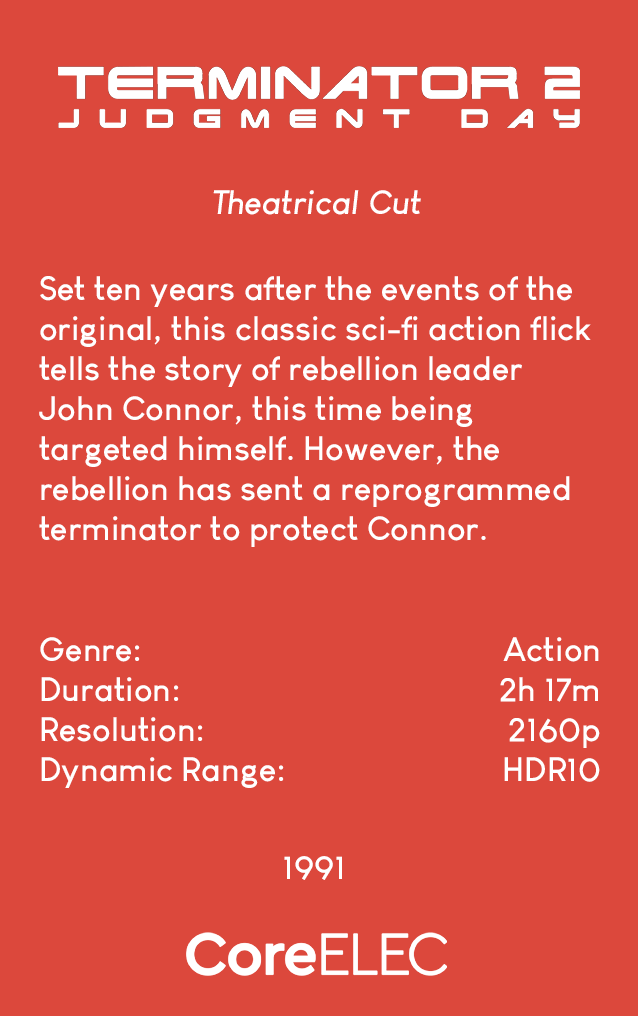 TERMINATOR 2
JUDGMENT DAY
Theatrical Cut
Set ten years after the events of the
original, this classic sci-fi action flick
tells the story of rebellion leader
John Connor, this time being
targeted himself. However, the
rebellion has sent a reprogrammed
terminator to protect Connor.
Genre: Action
Duration: 2h 17m
Resolution: 2160p
Dynamic Range: HDR10
1991
CoreELEC